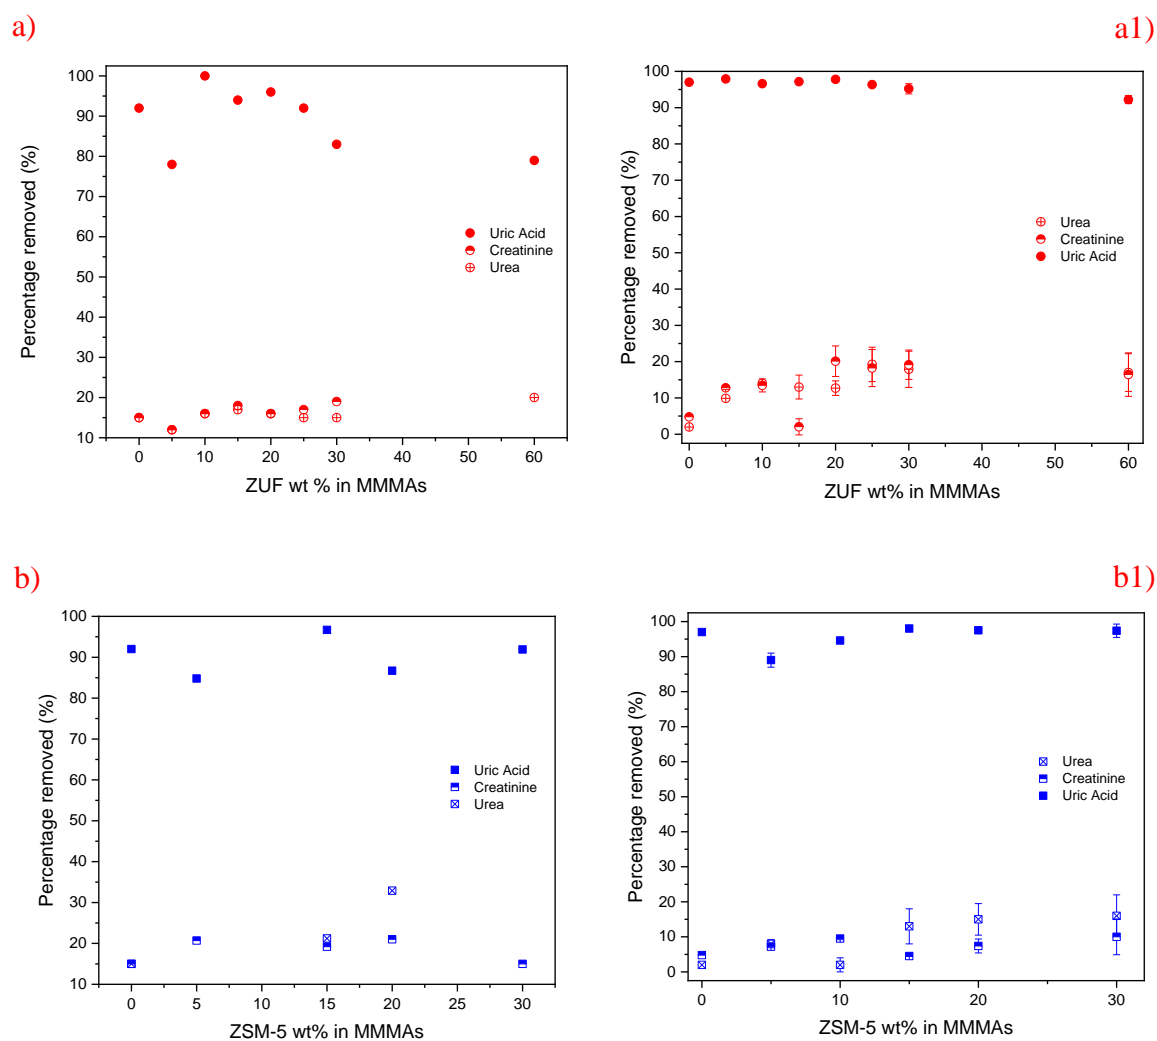 a)
a1)
100
90
80
70
60
50
40
30
20
10
Percentage removed (%)
Uric Acid
Creatinine
Urea
0 10 20 30 40 50 60
ZUF wt % in MMMAs
100
90
80
70
60
50
40
30
20
10
0
Percentage removed (%)
Urea
Creatinine
Uric Acid
0 10 20 30 40 50 60
ZUF wt% in MMMAs
b)
b1)
100
90
80
70
60
50
40
30
20
10
Percentage removed (%)
Uric Acid
Creatinine
Urea
0 5 10 15 20 25 30
ZSM-5 wt% in MMMAs
100
90
80
70
60
50
40
30
20
10
0
Percentage removed (%)
Urea
Creatinine
Uric Acid
0 10 20 30
ZSM-5 wt% in MMMAs